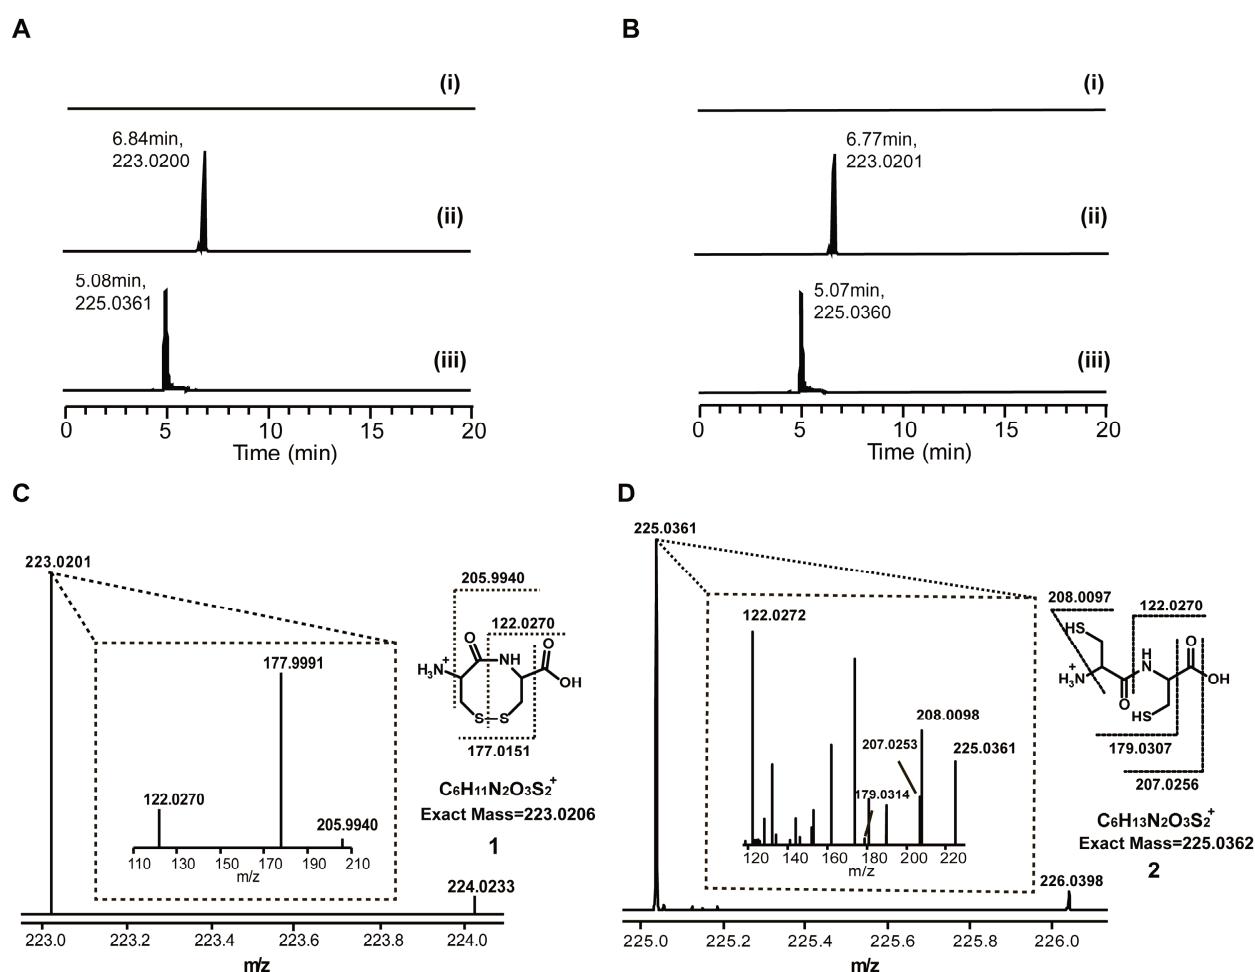 A
(i)
6.84min,
223.0200
(ii)
5.08min,
225.0361
(iii)
0 5 10 15 20
Time (min)
B
(i)
6.77min,
223.0201
(ii)
5.07min,
225.0360
(iii)
0 5 10 15 20
Time (min)
C
223.0201
177.9991
122.0270
205.9940
110 130 150 170 190 210
m/z
205.9940
122.0270
O
O
H3N+
NH
OH
S S
177.0151
C6H11N2O3S2+
Exact Mass=223.0206
1
224.0233
223.0 223.2 223.4 223.6 223.8 224.0
m/z
D
225.0361
122.0272
208.0098
207.0253
225.0361
179.0314
120 140 160 180 200 220
m/z
208.0097
122.0270
HS
O
H
N
H3N+
OH
O
HS
179.0307
207.0256
C6H13N2O3S2+
Exact Mass=225.0362
2
226.0398
225.0 225.2 225.4 225.6 225.8 226.0
m/z